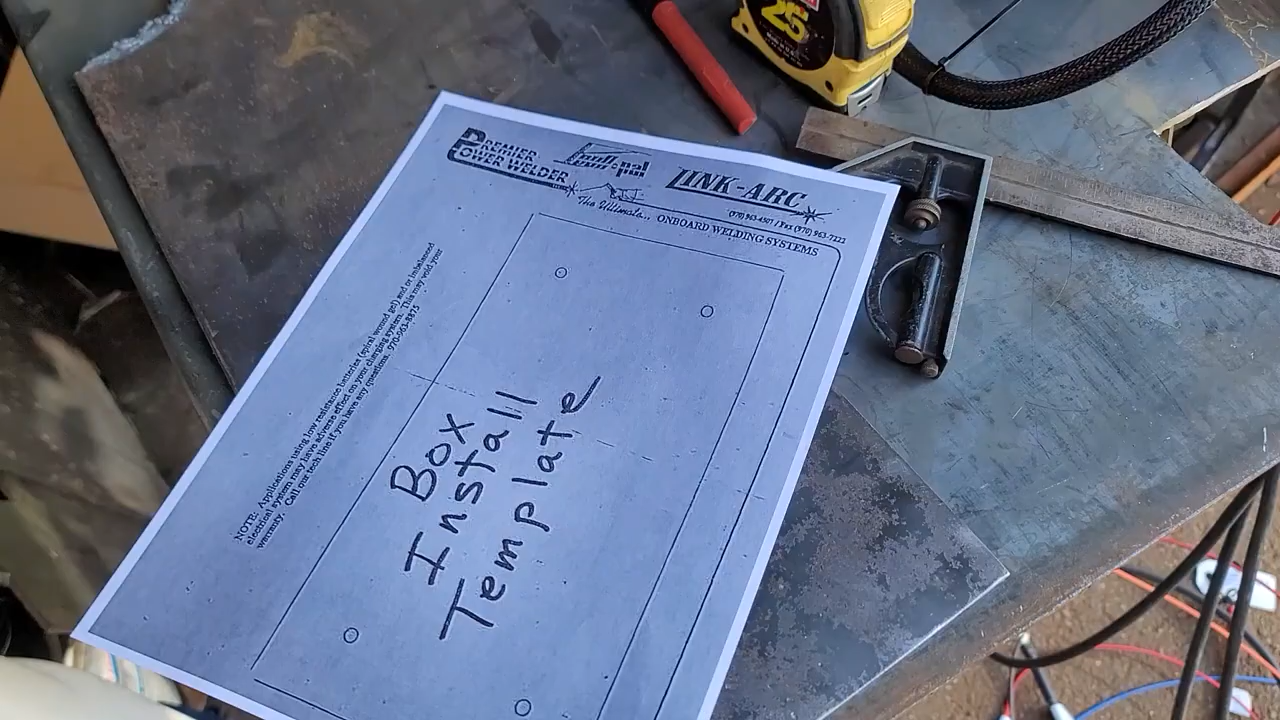 25
PREMIER
POWER WELDER
PULL-PAL
LINK-ARC
(970) 963-4507 / Fax (970) 963-7222
The Ultimate... ONBOARD WELDING SYSTEMS
NOTE: Applications using low resistance batteries (spiral wound gel) and or imbalanced
electrical system may have adverse effect on your charging system. This may void your
warranty. Call our tech line if you have any questions. 970-963-8875
Box
Install
Template